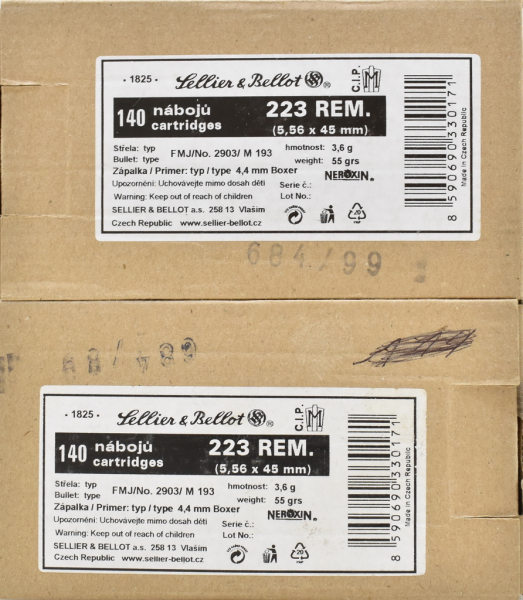 · 1825 · Sellier & Bellot S&B ® C.I.P.
140 nábojů cartridges 223 REM. (5,56 x 45 mm)
Střela: typ FMJ/No. 2903/ M 193 hmotnost: 3,6 g
Bullet: type weight: 55 grs
Zápalka / Primer: typ / type 4,4 mm Boxer NEROXIN®
Upozornění: Uchovávejte mimo dosah dětí Serie č.:
Warning: Keep out of reach of children Lot No.:
SELLIER & BELLOT a.s. 258 13 Vlašim
Czech Republic www.sellier-bellot.cz
20 PAP
8 590690 330171
Made in Czech Republic
684/99
· 1825 · Sellier & Bellot S&B ® C.I.P.
140 nábojů cartridges 223 REM. (5,56 x 45 mm)
Střela: typ FMJ/No. 2903/ M 193 hmotnost: 3,6 g
Bullet: type weight: 55 grs
Zápalka / Primer: typ / type 4,4 mm Boxer NEROXIN®
Upozornění: Uchovávejte mimo dosah dětí Serie č.:
Warning: Keep out of reach of children Lot No.:
SELLIER & BELLOT a.s. 258 13 Vlašim
Czech Republic www.sellier-bellot.cz
20 PAP
8 590690 330171
Made in Czech Republic